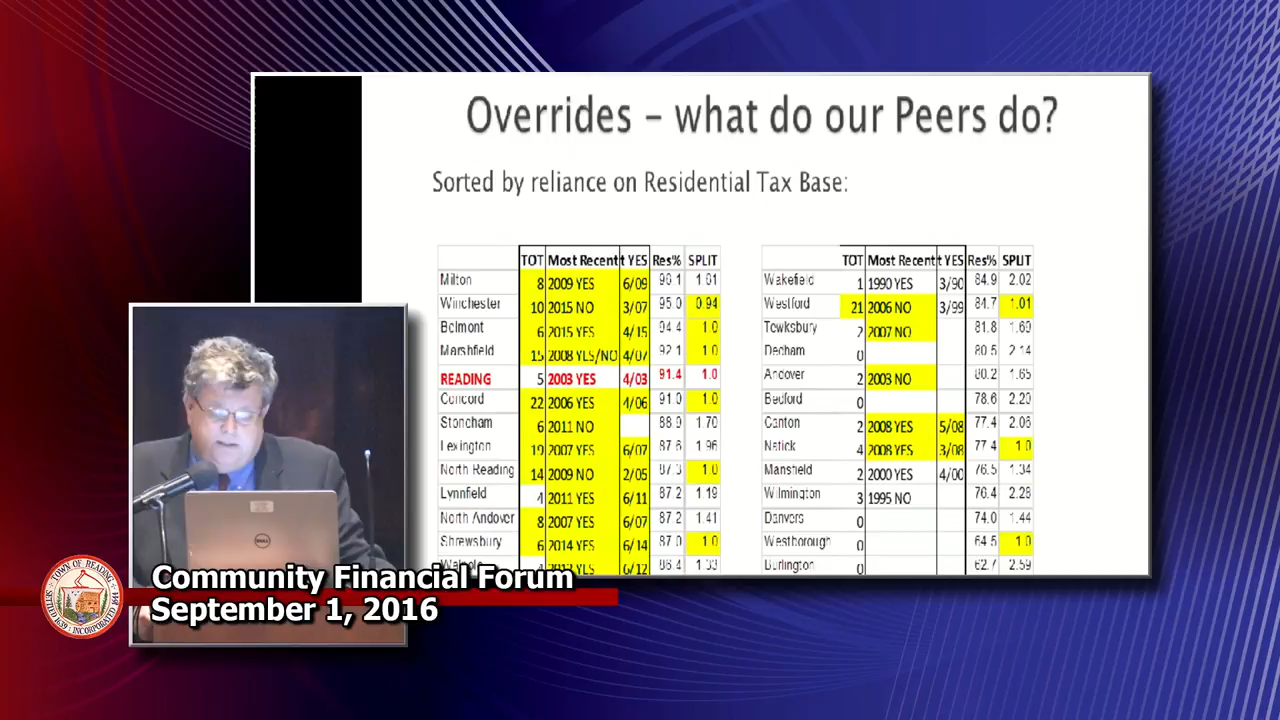 Overrides – what do our Peers do?
Sorted by reliance on Residential Tax Base:
TOT Most Recent t YES Res% SPLIT
Milton 8 2009 YES 6/09 96.1 1.61
Winchester 10 2015 NO 3/07 95.0 0.94
Belmont 6 2015 YES 4/15 94.4 1.0
Marshfield 15 2008 YES/NO 4/07 92.1 1.0
READING 5 2003 YES 4/03 91.4 1.0
Concord 22 2006 YES 4/06 91.0 1.0
Stoneham 6 2011 NO 88.9 1.70
Lexington 19 2007 YES 6/07 87.6 1.96
North Reading 14 2009 NO 2/05 87.3 1.0
Lynnfield 4 2011 YES 6/11 87.2 1.19
North Andover 8 2007 YES 6/07 87.2 1.41
Shrewsbury 6 2014 YES 6/14 87.0 1.0
YES 6/12 86.4
TOT Most Recent t YES Res% SPLIT
Wakefield 1 1990 YES 3/90 84.9 2.02
Westford 21 2006 NO 3/99 84.7 1.01
Tewksbury 2 2007 NO 81.8 1.69
Dedham 0 80.5 2.14
Andover 2 2003 NO 80.2 1.65
Bedford 0 78.6 2.20
Canton 2 2008 YES 5/08 77.4 2.06
Natick 4 2008 YES 3/08 77.4 1.0
Mansfield 2 2000 YES 4/00 76.5 1.34
Wilmington 3 1995 NO 76.4 2.28
Danvers 0 74.0 1.44
Westborough 0 64.5 1.0
Burlington 0 62.7 2.59
DELL
TOWN OF READING
SETTLED 1639 INCORPORATED 1644
Community Financial Forum
September 1, 2016